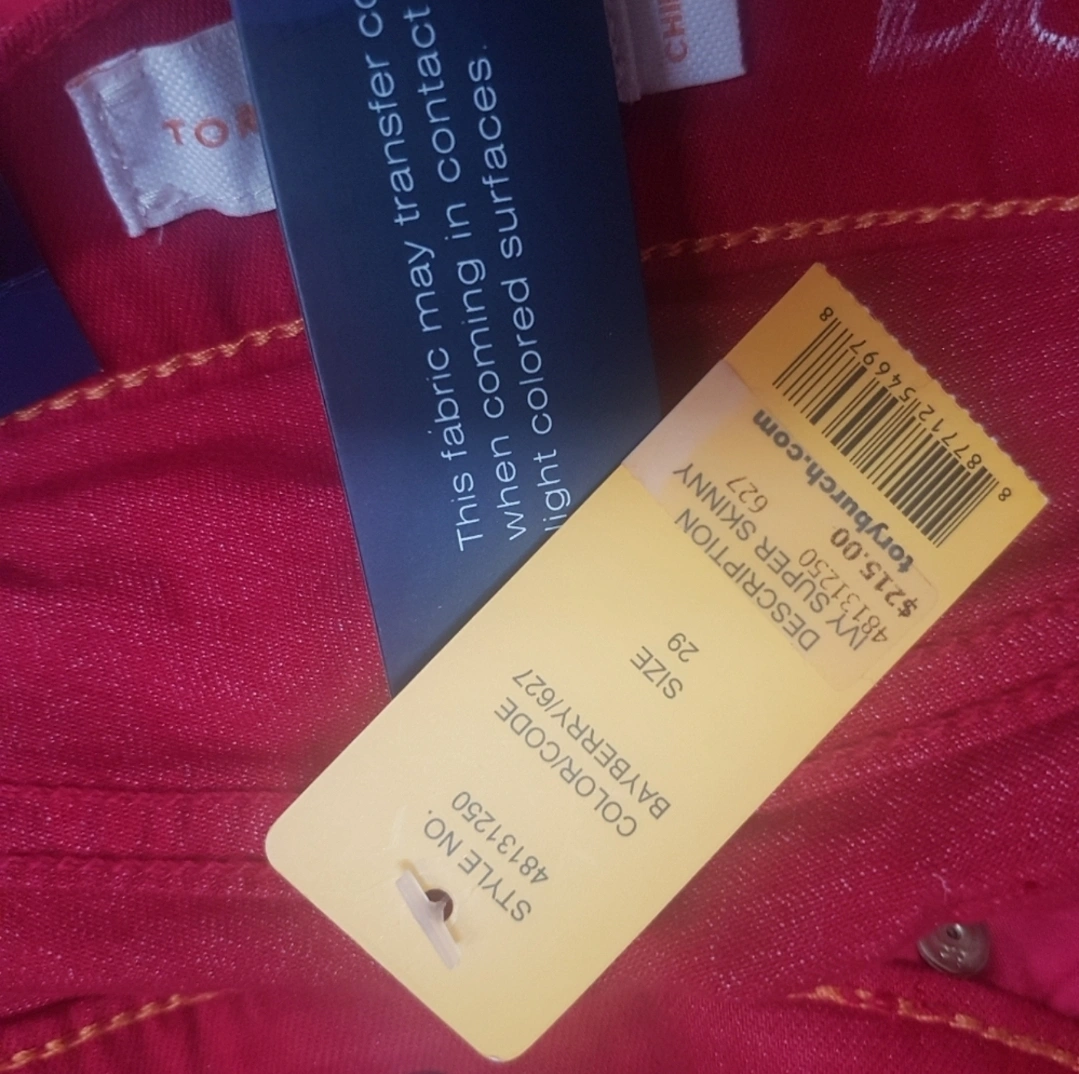 TOR
CHI
This fabric may transfer co
when coming in contact
light colored surfaces.
STYLE NO.
48131250
COLOR/CODE
BAYBERRY/627
SIZE
29
DESCRIPTION
IVY SUPER SKINNY
48131250 627
$215.00
toryburch.com
8 87712 54697 8